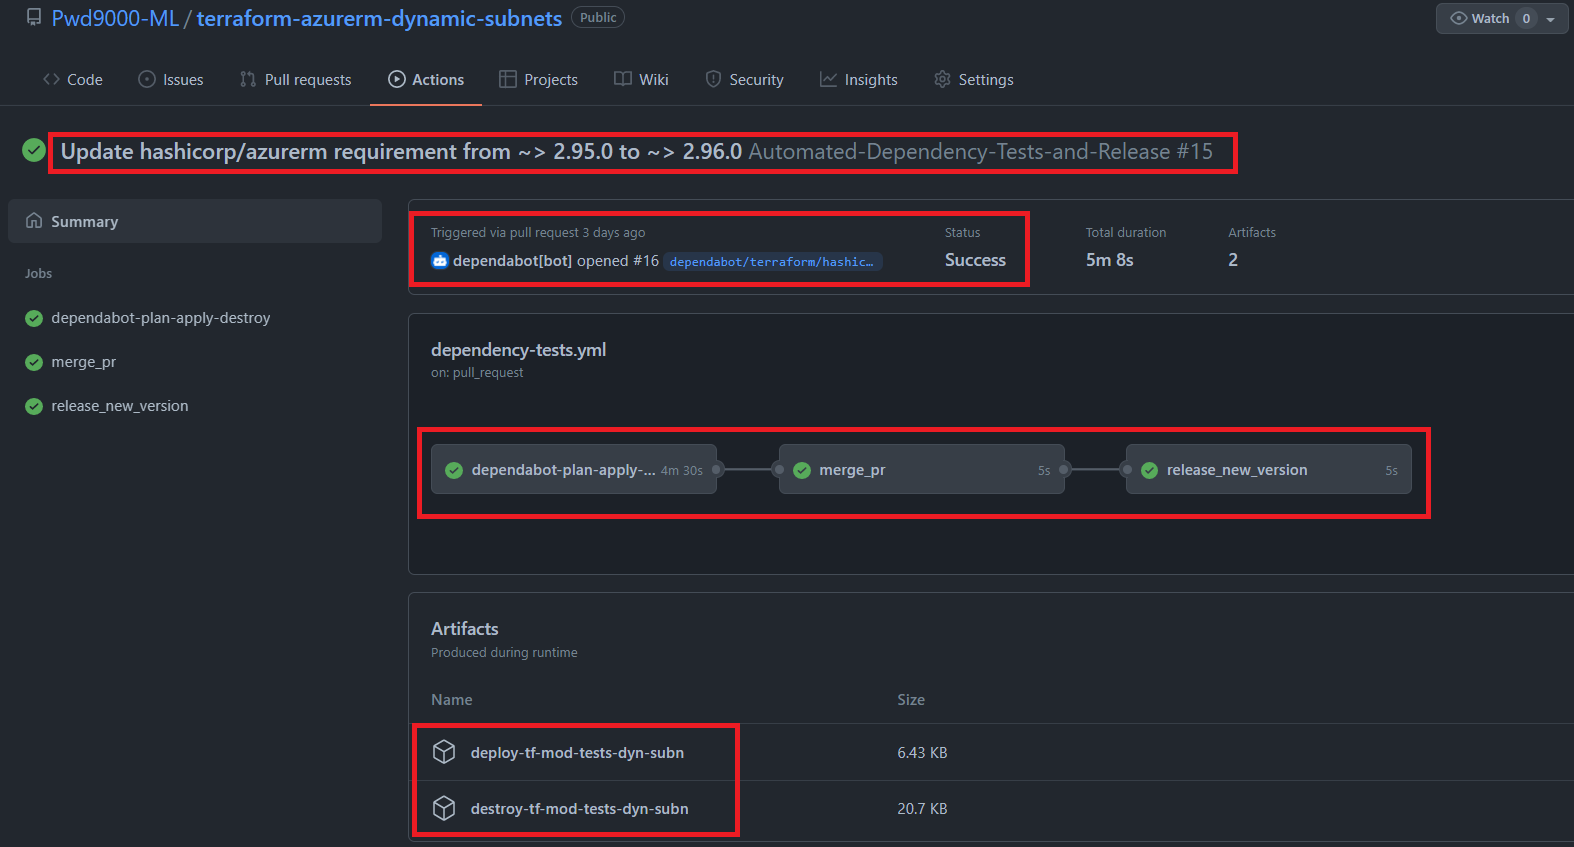 Pwd9000-ML / terraform-azurerm-dynamic-subnets Public Watch 0
Code Issues Pull requests Actions Projects Wiki Security Insights Settings
Update hashicorp/azurerm requirement from ~> 2.95.0 to ~> 2.96.0 Automated-Dependency-Tests-and-Release #15
Summary
Jobs
dependabot-plan-apply-destroy
merge_pr
release_new_version
Triggered via pull request 3 days ago Status Total duration Artifacts
dependabot[bot] opened #16 dependabot/terraform/hashic… Success 5m 8s 2
dependency-tests.yml
on: pull_request
dependabot-plan-apply-... 4m 30s merge_pr 5s release_new_version 5s
Artifacts
Produced during runtime
Name Size
deploy-tf-mod-tests-dyn-subn 6.43 KB
destroy-tf-mod-tests-dyn-subn 20.7 KB